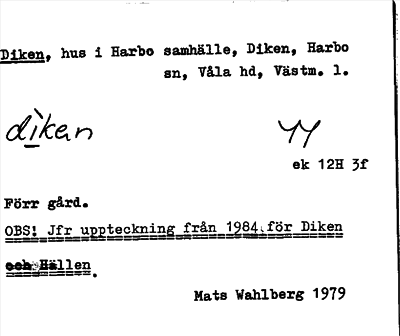 Diken, hus i Harbo samhälle, Diken, Harbo
sn, Våla hd, Västm. l.
dìken
ek 12H 3f
Förr gård.
OBS! Jfr uppteckning från 1984 för Diken
och Hällen.
Mats Wahlberg 1979